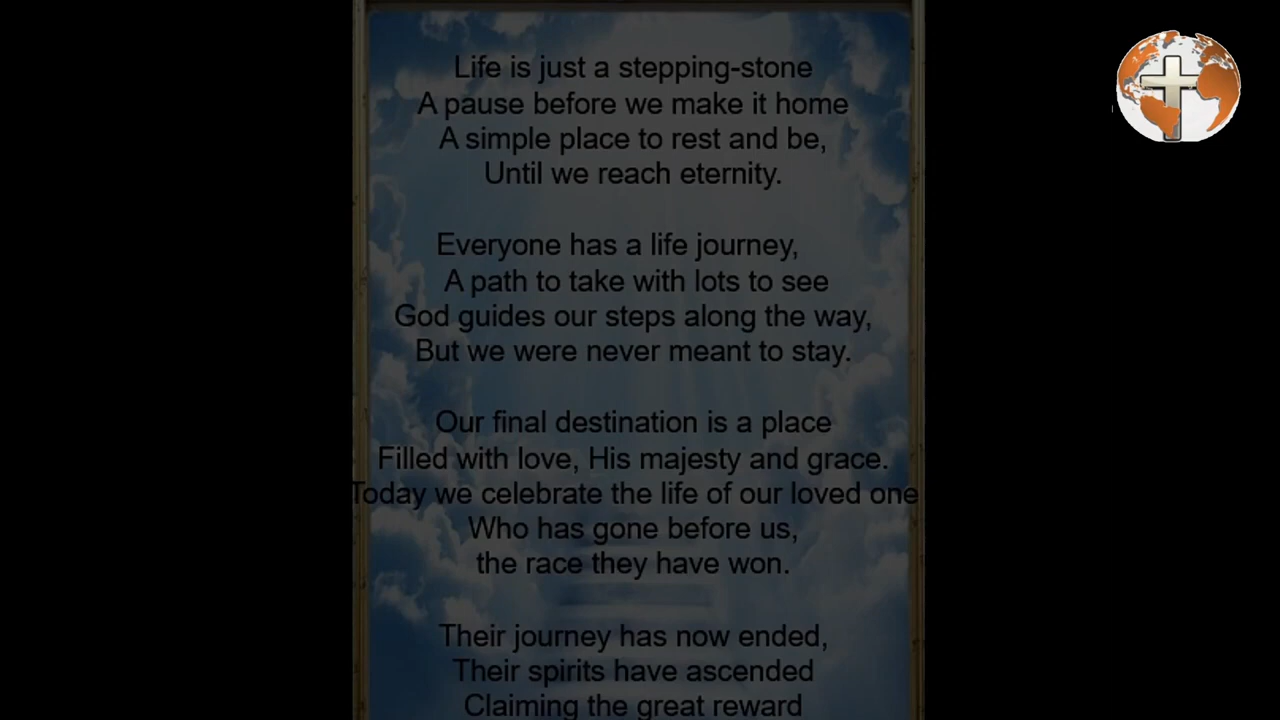 Life is just a stepping-stone
A pause before we make it home
A simple place to rest and be,
Until we reach eternity.
Everyone has a life journey,
A path to take with lots to see
God guides our steps along the way,
But we were never meant to stay.
Our final destination is a place
Filled with love, His majesty and grace.
Today we celebrate the life of our loved one
Who has gone before us,
the race they have won.
Their journey has now ended,
Their spirits have ascended
Claiming the great reward